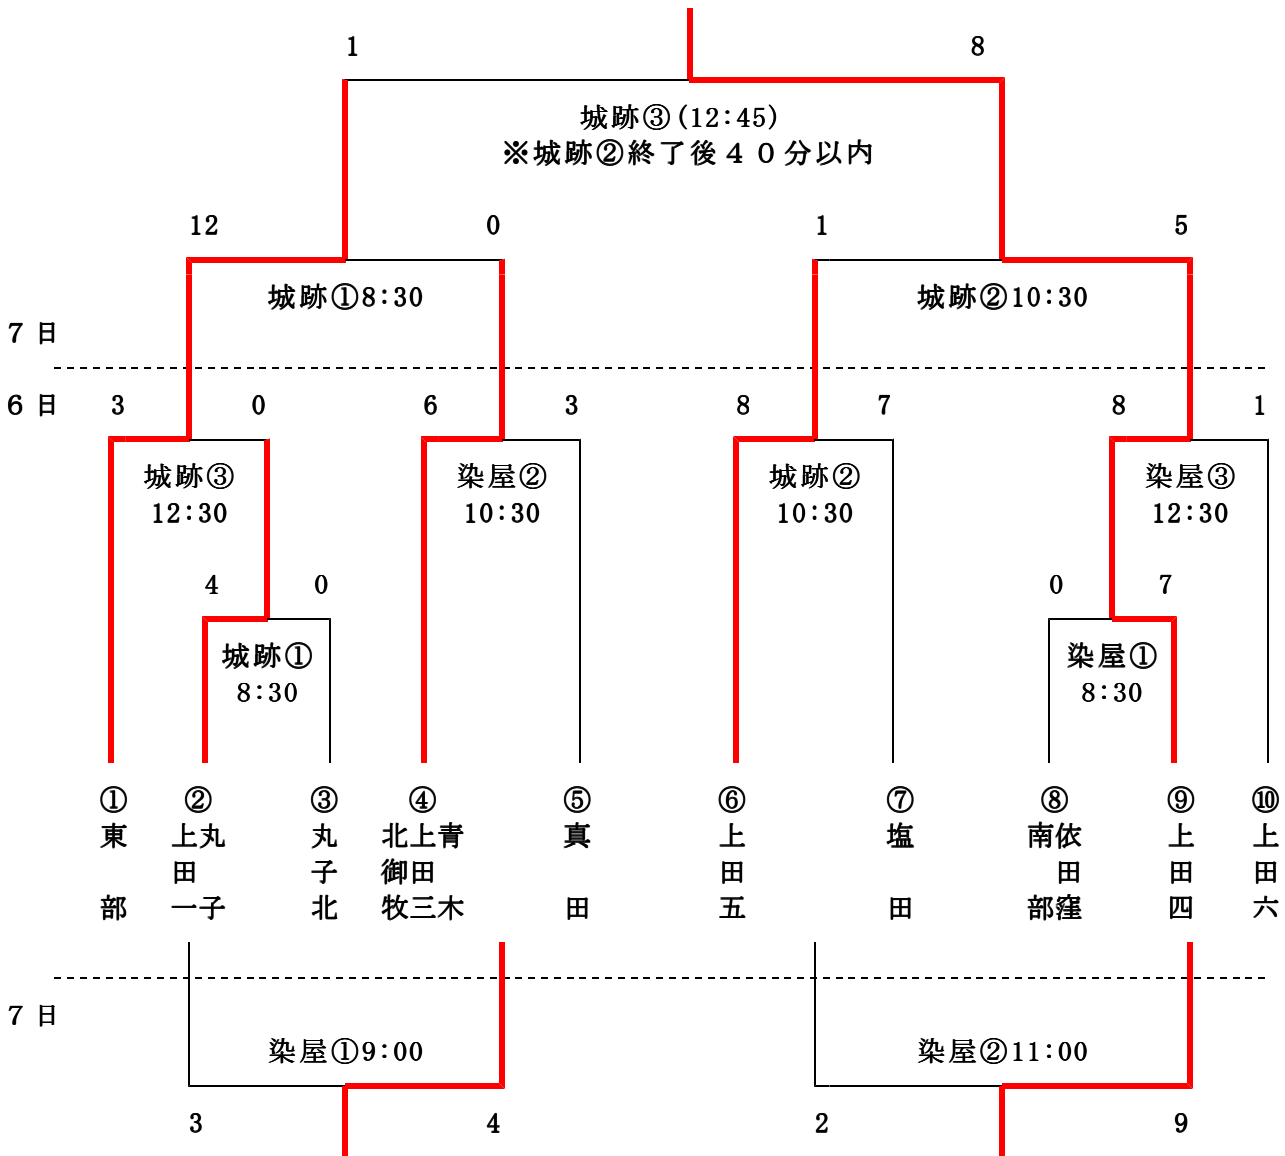 1 8
城跡③(12:45)
※城跡②終了後４０分以内
12 0 1 5
城跡①8:30 城跡②10:30
７日
６日 3 0 6 3 8 7 8 1
城跡③ 染屋② 城跡② 染屋③
12:30 10:30 10:30 12:30
4 0 0 7
城跡① 染屋①
8:30 8:30
① ② ③ ④ ⑤ ⑥ ⑦ ⑧ ⑨ ⑩
東部
丸子
上田一
丸子北
青木
上田三
北御牧
真田
上田五
塩田
依田窪
南部
上田四
上田六
７日
染屋①9:00 染屋②11:00
3 4 2 9